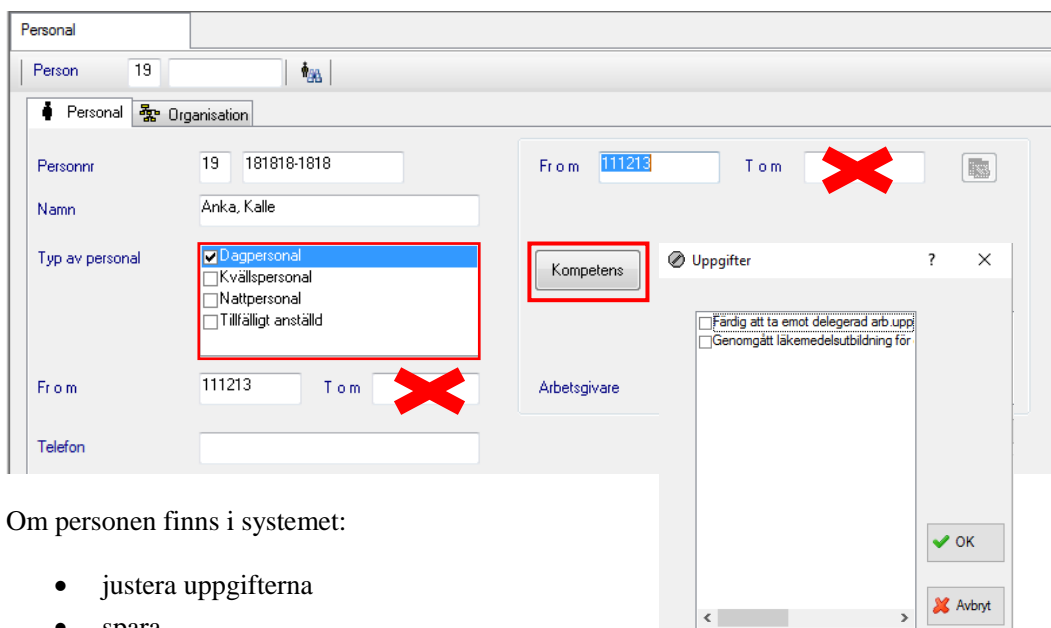 Personal
Person 19
Personal Organisation
Personnr 19 181818-1818
From 111213 Tom
Namn Anka, Kalle
Typ av personal
Dagpersonal
Kvällspersonal
Nattpersonal
Tillfälligt anställd
Kompetens
Uppgifter ? ×
Färdig att ta emot delegerad arb.upp
Genomgått läkemedelsutbildning för
From 111213 Tom
Arbetsgivare
Telefon
OK
Avbryt
Om personen finns i systemet:
• justera uppgifterna
• spara